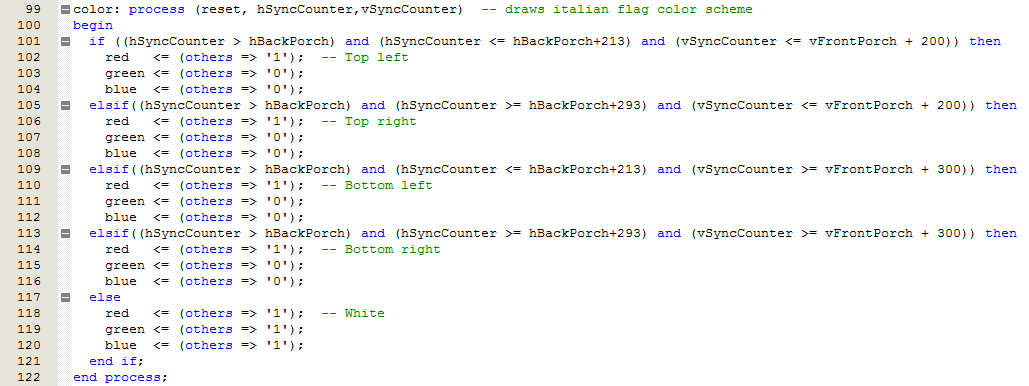 99 color: process (reset, hSyncCounter,vSyncCounter)  -- draws italian flag color scheme
100 begin
101   if ((hSyncCounter > hBackPorch) and (hSyncCounter <= hBackPorch+213) and (vSyncCounter <= vFrontPorch + 200)) then
102     red   <= (others => '1');  -- Top left
103     green <= (others => '0');
104     blue  <= (others => '0');
105   elsif((hSyncCounter > hBackPorch) and (hSyncCounter >= hBackPorch+293) and (vSyncCounter <= vFrontPorch + 200)) then
106     red   <= (others => '1');  -- Top right
107     green <= (others => '0');
108     blue  <= (others => '0');
109   elsif((hSyncCounter > hBackPorch) and (hSyncCounter <= hBackPorch+213) and (vSyncCounter >= vFrontPorch + 300)) then
110     red   <= (others => '1');  -- Bottom left
111     green <= (others => '0');
112     blue  <= (others => '0');
113   elsif((hSyncCounter > hBackPorch) and (hSyncCounter >= hBackPorch+293) and (vSyncCounter >= vFrontPorch + 300)) then
114     red   <= (others => '1');  -- Bottom right
115     green <= (others => '0');
116     blue  <= (others => '0');
117   else
118     red   <= (others => '1');  -- White
119     green <= (others => '1');
120     blue  <= (others => '1');
121   end if;
122 end process;